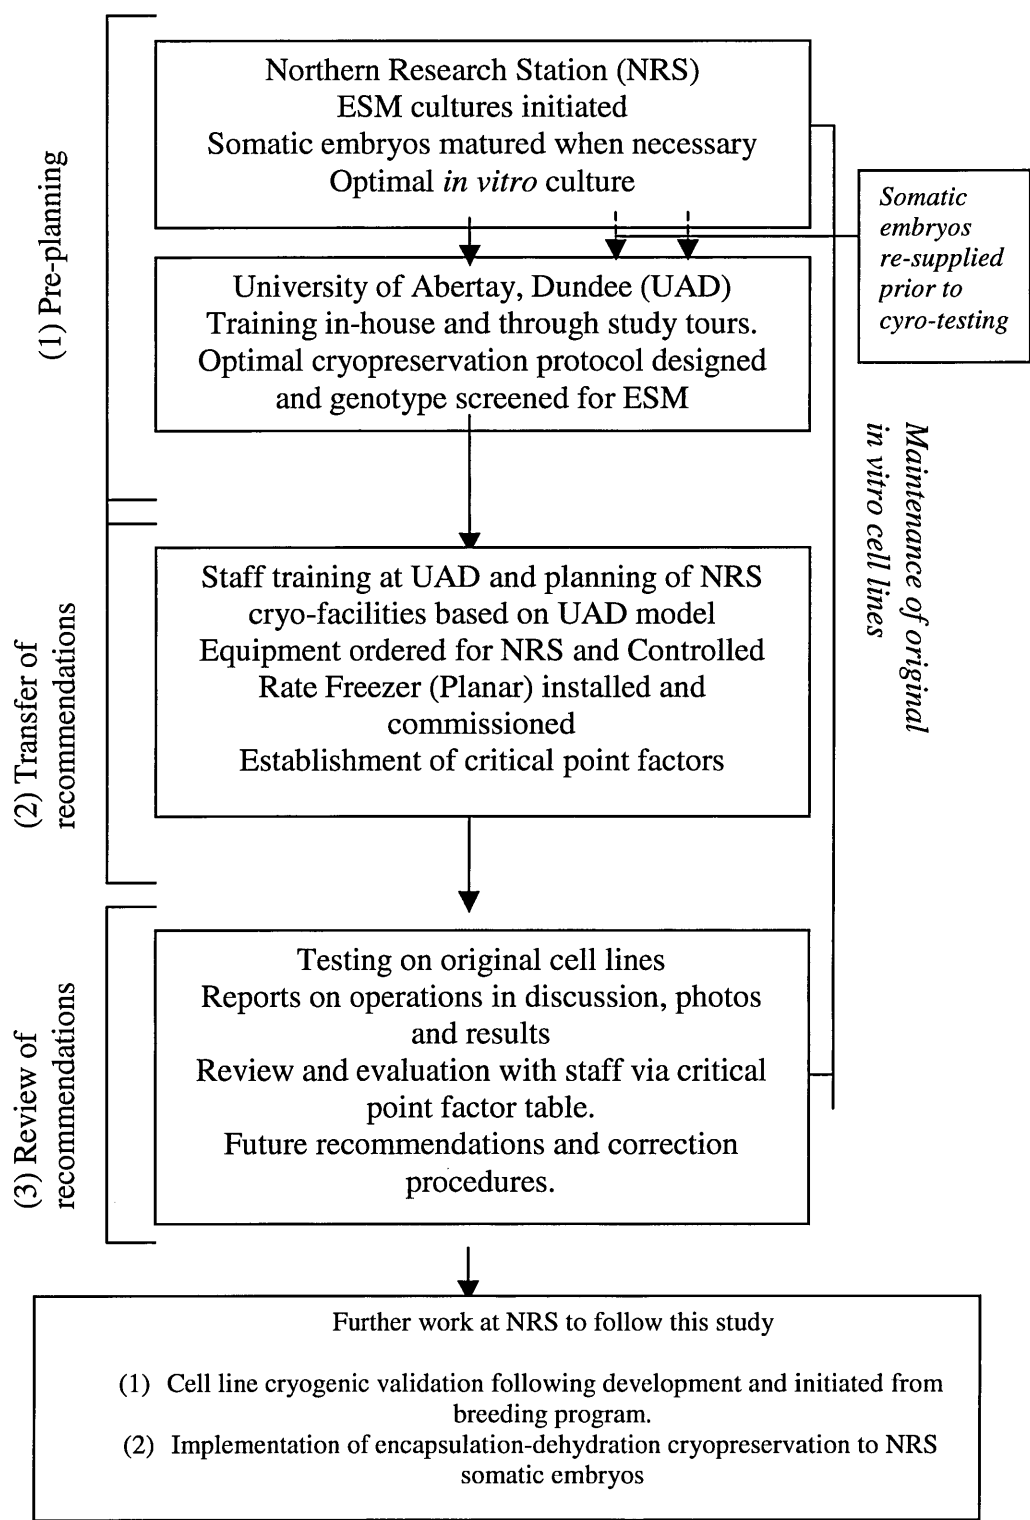 (1) Pre-planning
Northern Research Station (NRS)
ESM cultures initiated
Somatic embryos matured when necessary
Optimal in vitro culture
Somatic
embryos
re-supplied
prior to
cyro-testing
University of Abertay, Dundee (UAD)
Training in-house and through study tours.
Optimal cryopreservation protocol designed
and genotype screened for ESM
Maintenance of original
in vitro cell lines
(2) Transfer of
recommendations
Staff training at UAD and planning of NRS
cryo-facilities based on UAD model
Equipment ordered for NRS and Controlled
Rate Freezer (Planar) installed and
commissioned
Establishment of critical point factors
(3) Review of
recommendations
Testing on original cell lines
Reports on operations in discussion, photos
and results
Review and evaluation with staff via critical
point factor table.
Future recommendations and correction
procedures.
Further work at NRS to follow this study
(1) Cell line cryogenic validation following development and initiated from
breeding program.
(2) Implementation of encapsulation-dehydration cryopreservation to NRS
somatic embryos